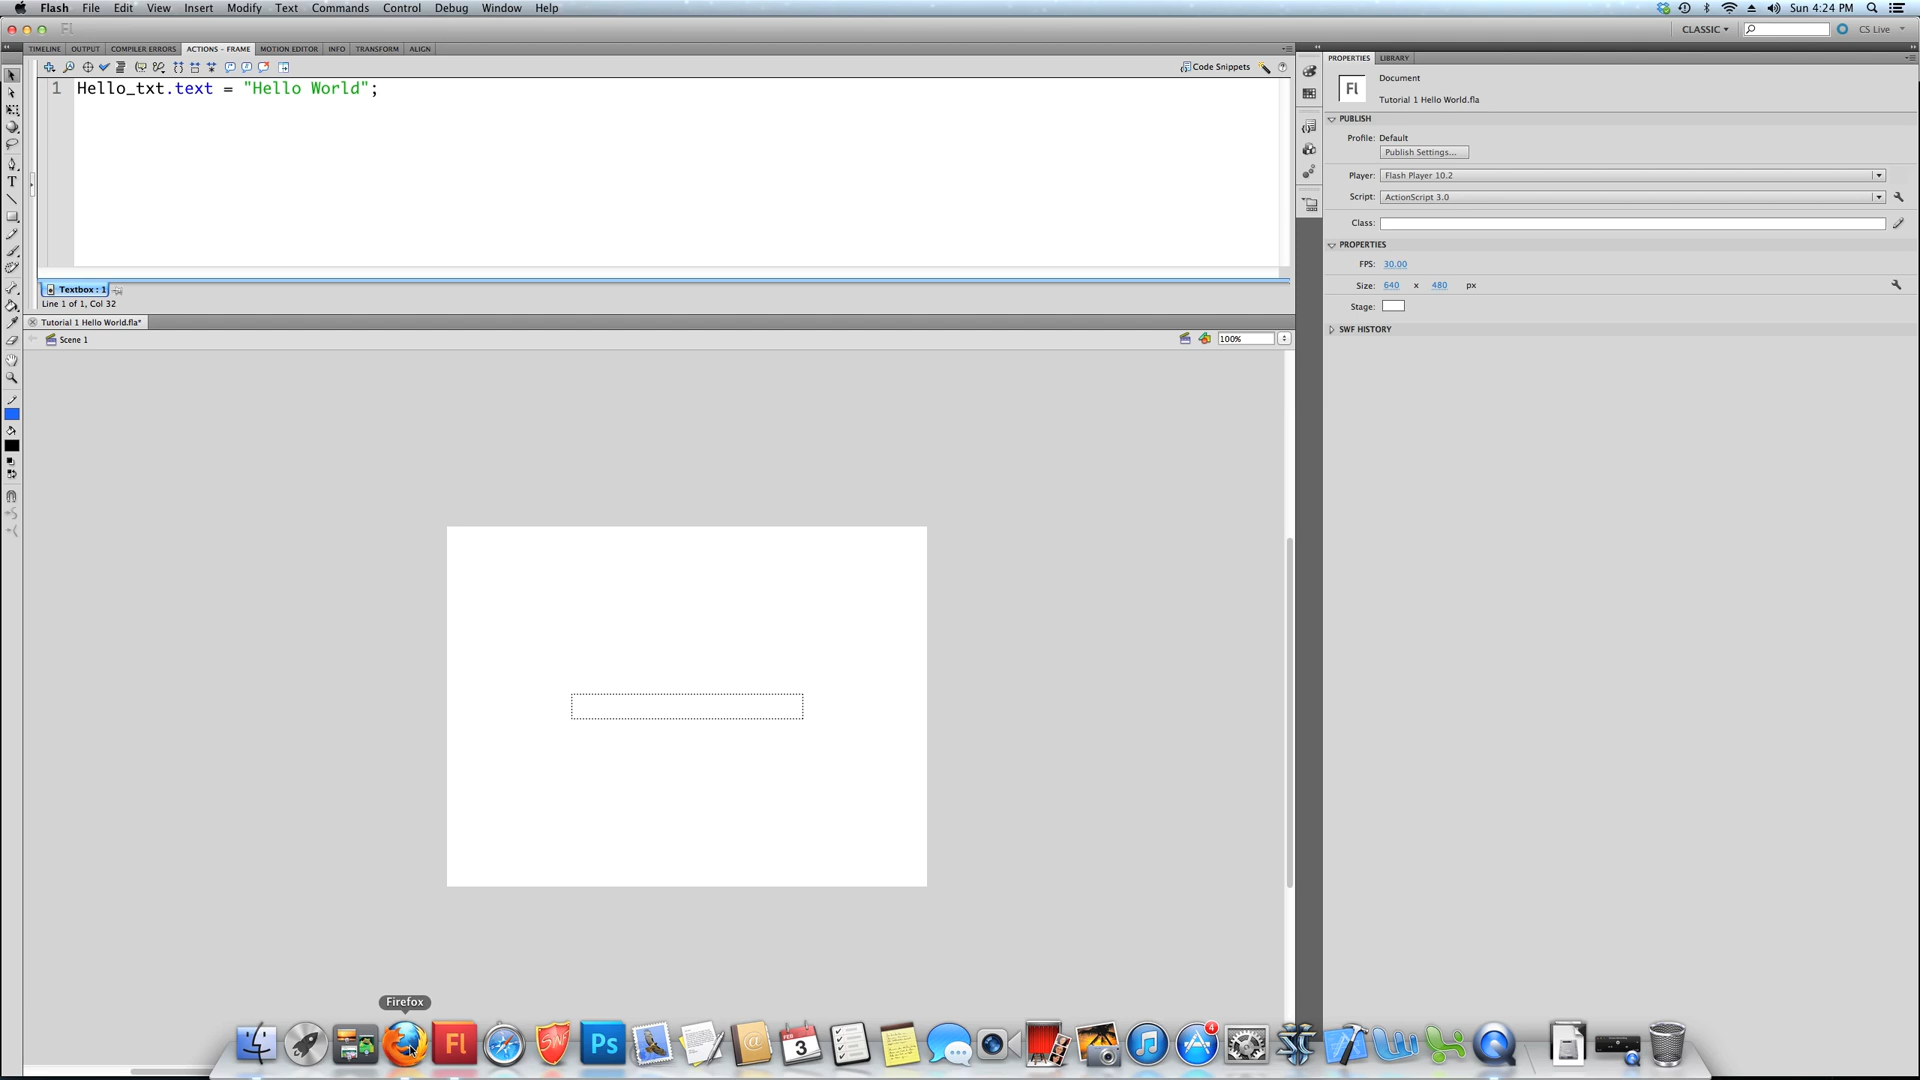 Flash File Edit View Insert Modify Text Commands Control Debug Window Help
Sun 4:24 PM
Fl
CLASSIC
CS Live
TIMELINE OUTPUT COMPILER ERRORS ACTIONS - FRAME MOTION EDITOR INFO TRANSFORM ALIGN
Code Snippets
1 Hello_txt.text = "Hello World";
Textbox : 1
Line 1 of 1, Col 32
Tutorial 1 Hello World.fla*
Scene 1
100%
PROPERTIES LIBRARY
Fl
Document
Tutorial 1 Hello World.fla
PUBLISH
Profile: Default
Publish Settings...
Player: Flash Player 10.2
Script: ActionScript 3.0
Class:
PROPERTIES
FPS: 30.00
Size: 640 x 480 px
Stage:
SWF HISTORY
T
Firefox
Fl
SWF
Ps
@
FEB
3
4